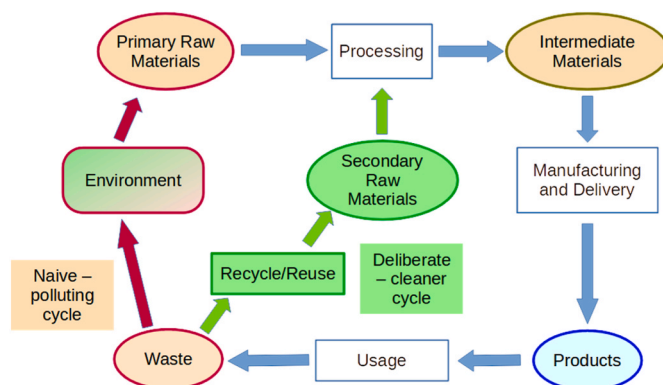 Primary Raw
Materials
Processing
Intermediate
Materials
Environment
Secondary
Raw
Materials
Manufacturing
and Delivery
Naive –
polluting
cycle
Recycle/Reuse
Deliberate
– cleaner
cycle
Waste
Usage
Products